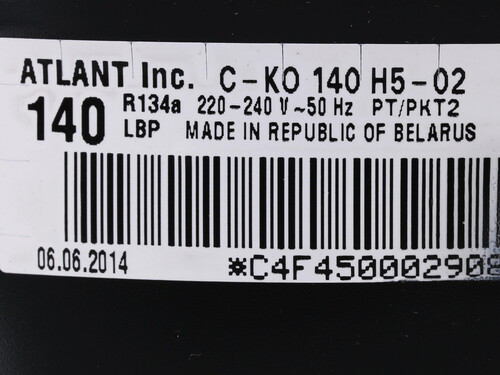 ATLANT Inc. C-KO 140 H5-02
140 R134a 220-240 V ~50 Hz PT/PKT2
LBP MADE IN REPUBLIC OF BELARUS
06.06.2014
*C4F4500002908